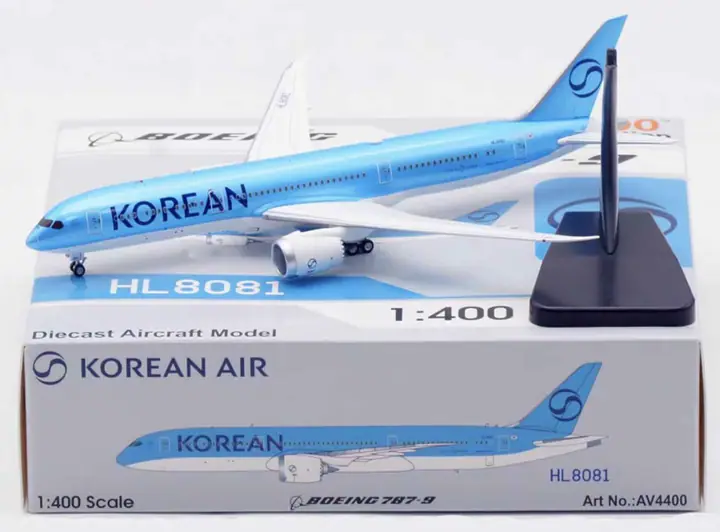 BOEING
-9
KOREAN
HL8081
1:400
Diecast Aircraft Model
KOREAN AIR
KOREAN
HL8081
1:400 Scale
BOEING 787-9
Art No.:AV4400